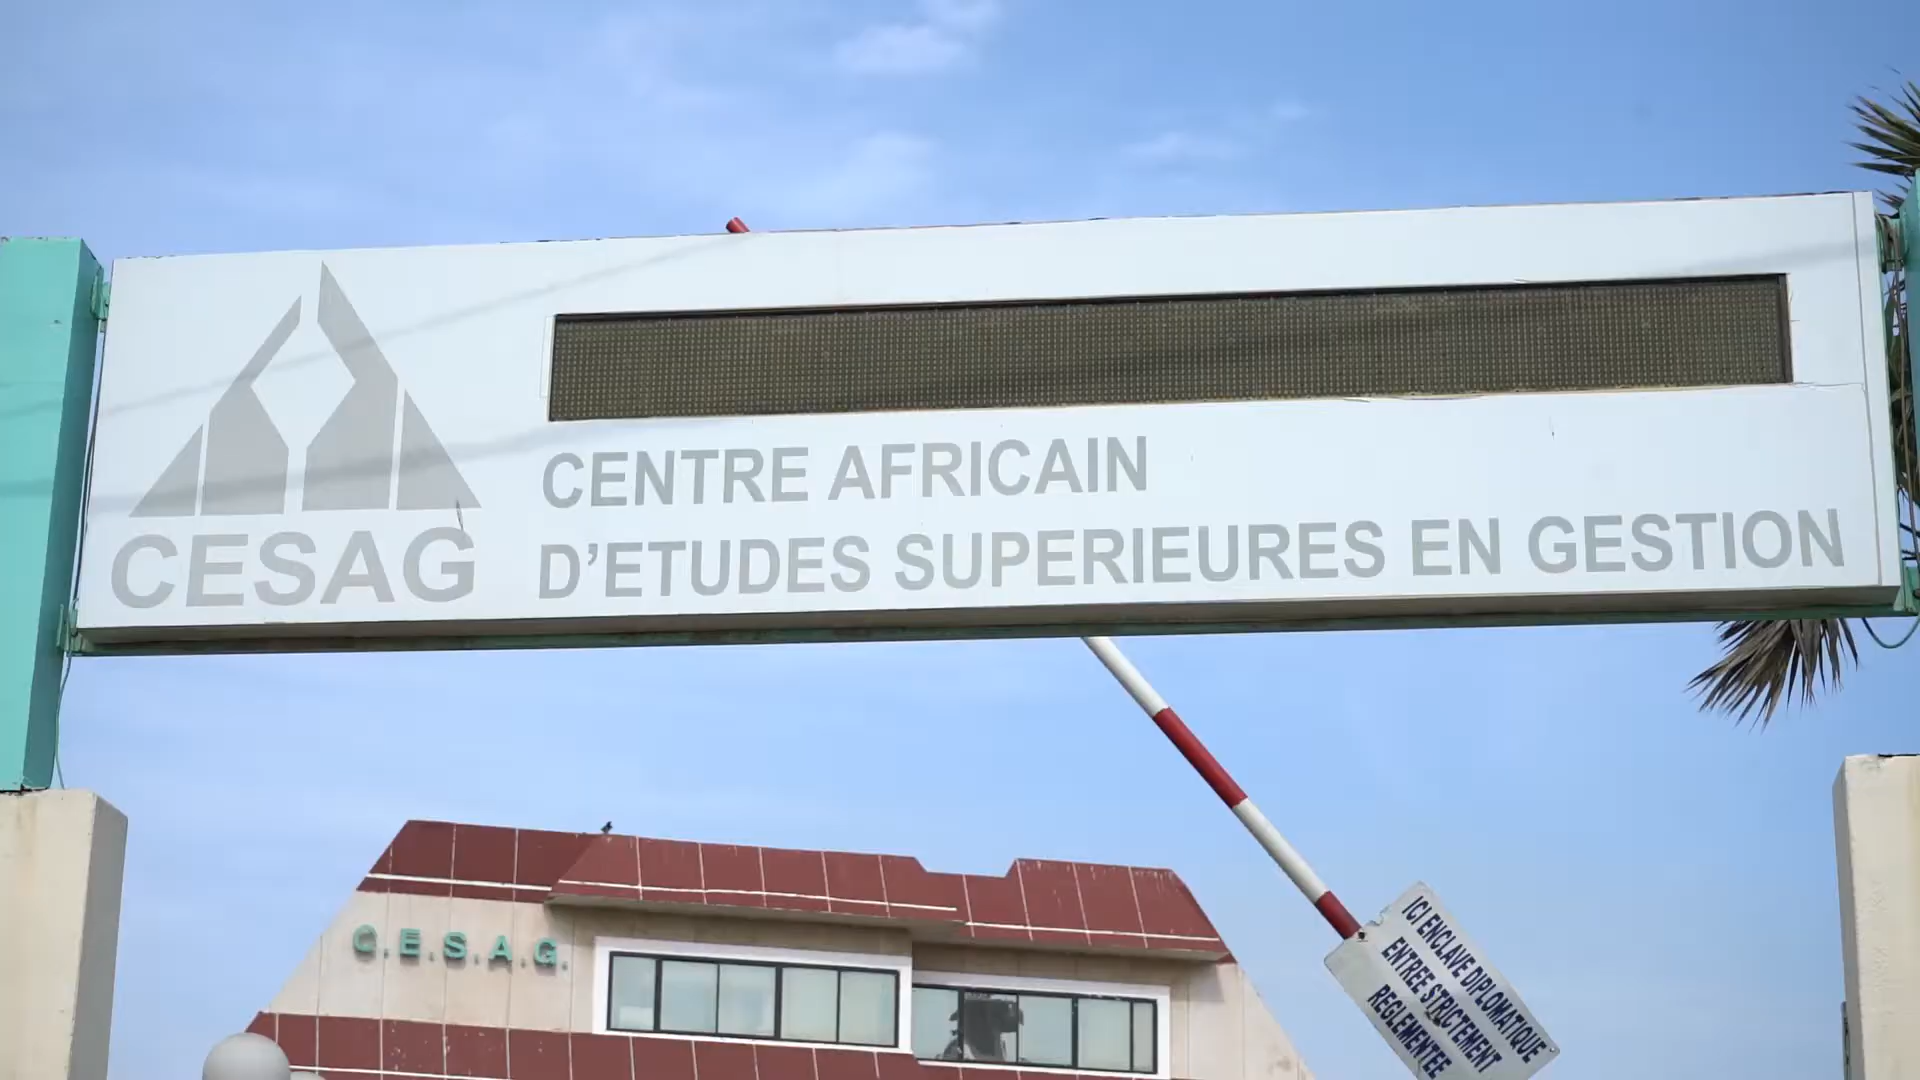 CESAG
CENTRE AFRICAIN
D'ETUDES SUPERIEURES EN GESTION
C.E.S.A.G.
ICI ENCLAVE DIPLOMATIQUE
ENTREE STRICTEMENT
REGLEMENTEE